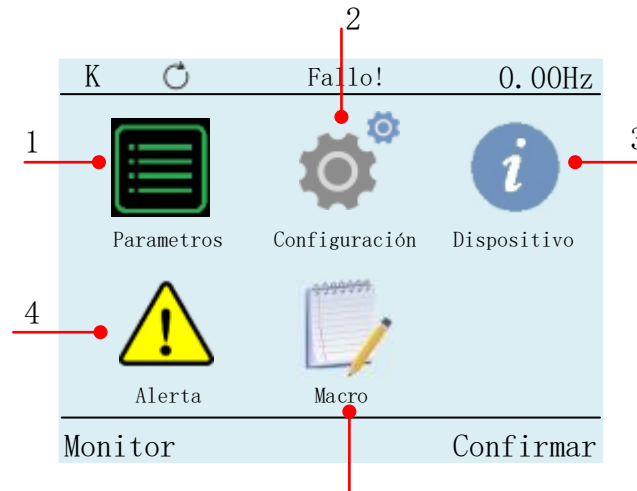 2
K Fallo! 0.00Hz
1
3
Parametros Configuración Dispositivo
4
Alerta Macro
Monitor Confirmar